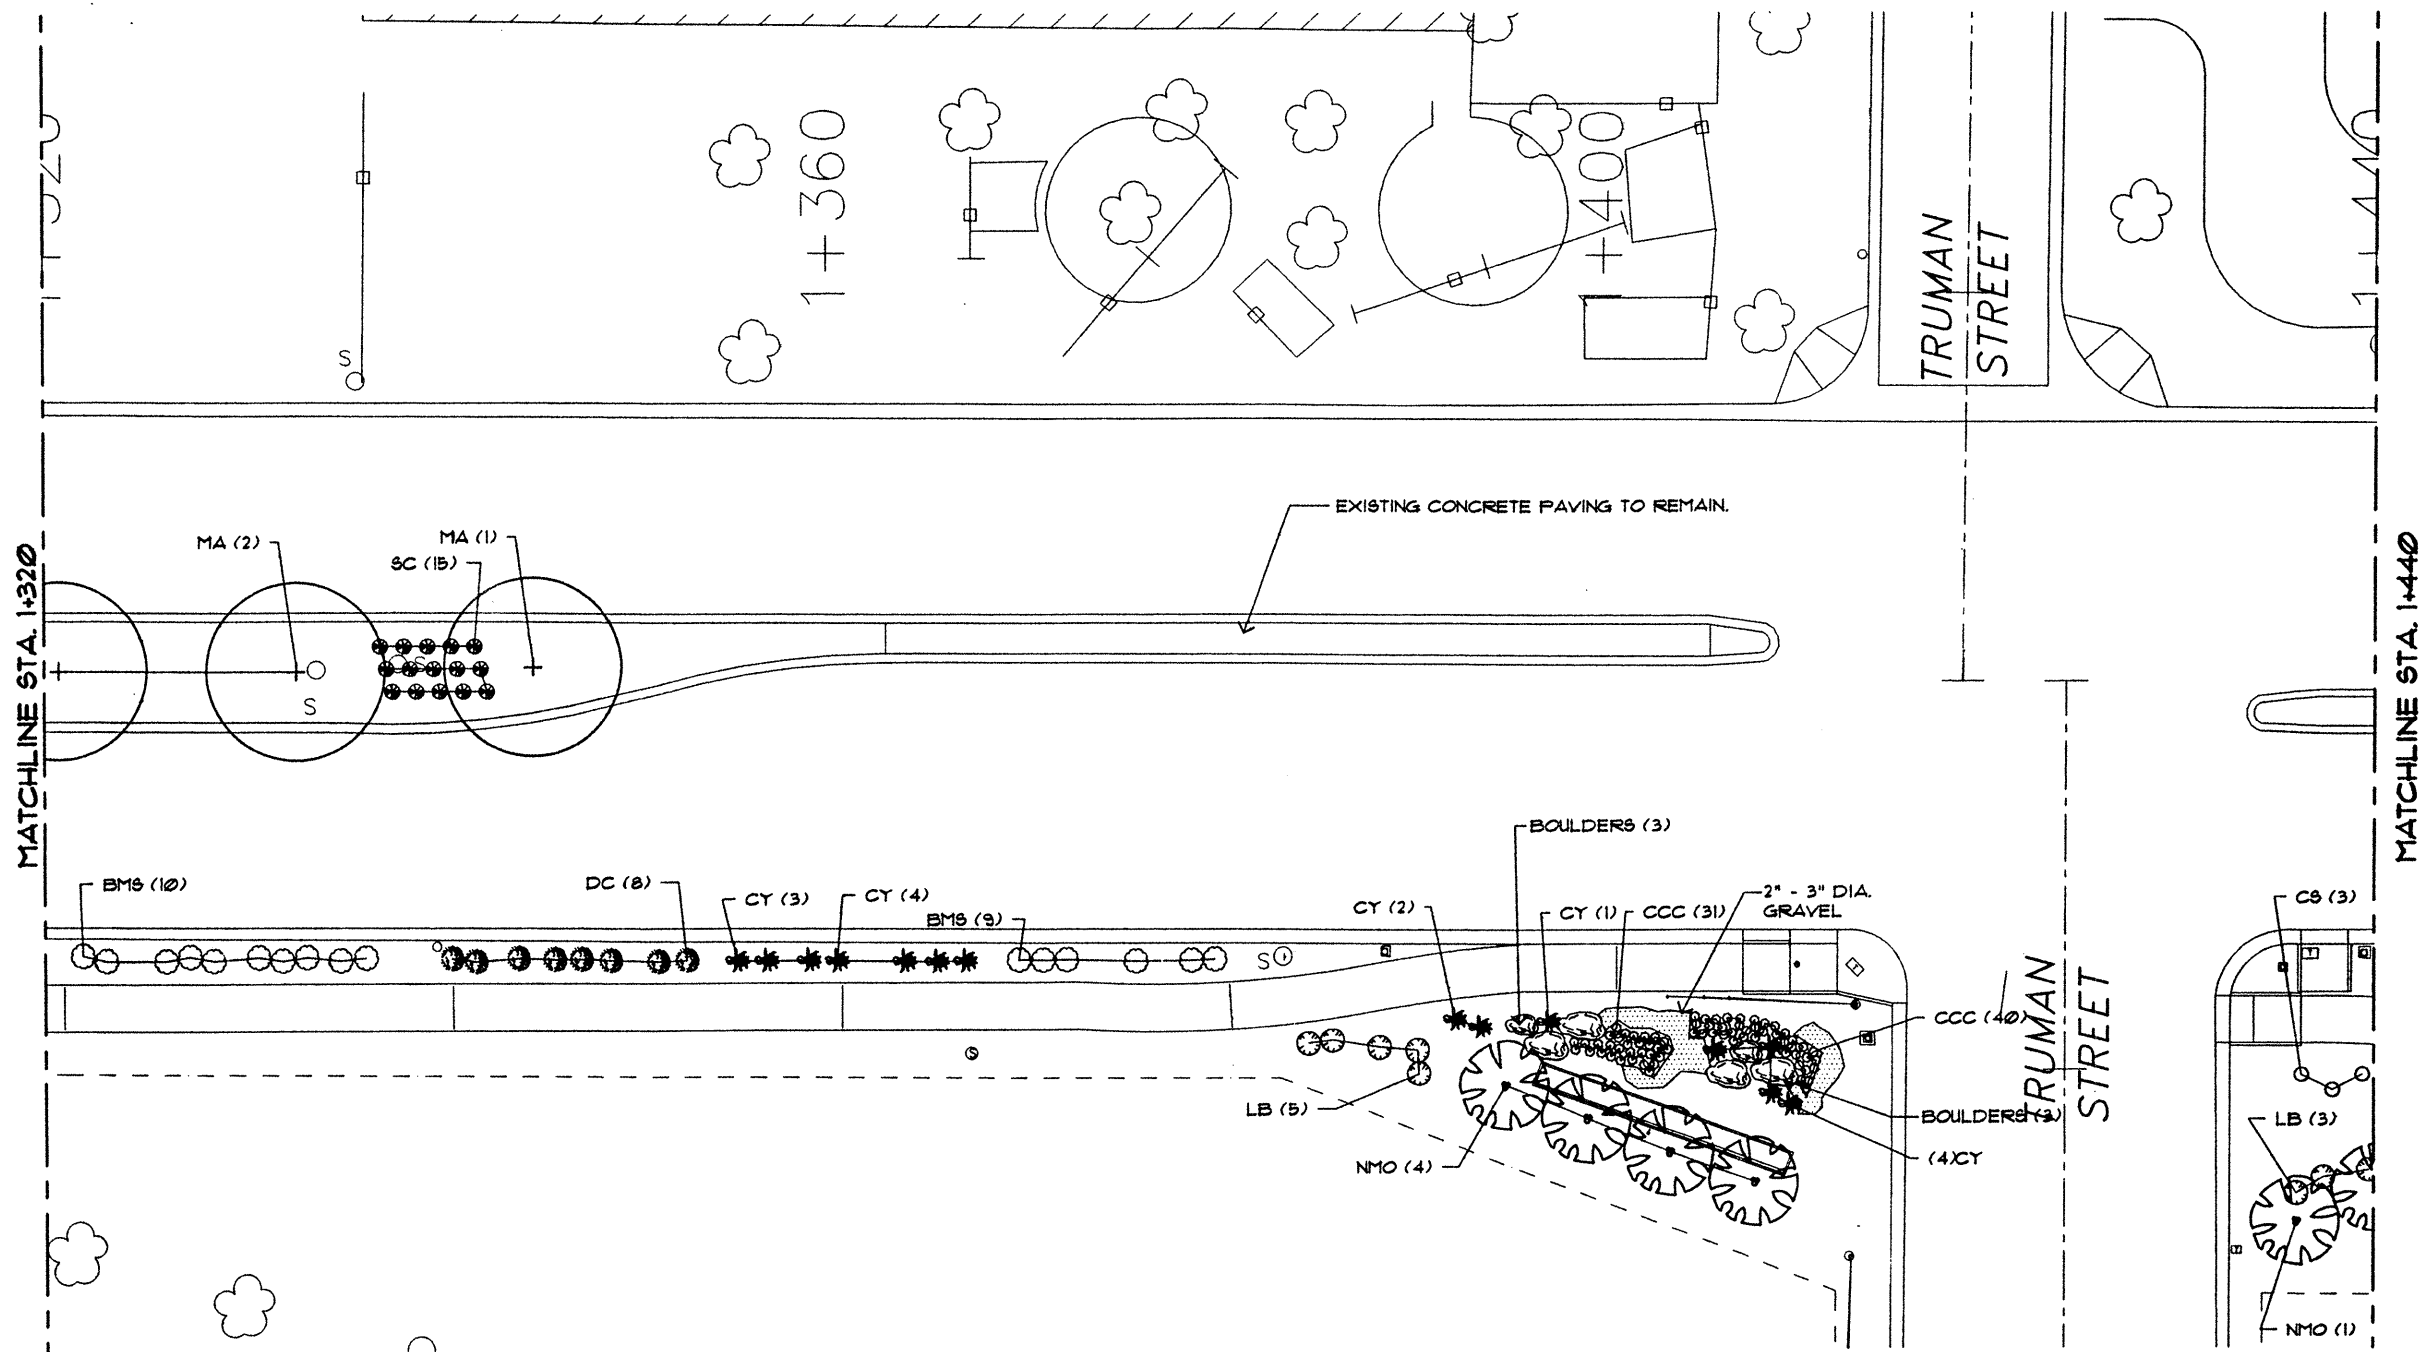 1+360
1+400
TRUMAN
STREET
S
EXISTING CONCRETE PAVING TO REMAIN.
MA (2)
MA (1)
SC (15)
S
S
MATCHLINE STA. 1+320
MATCHLINE STA. 1+440
BOULDERS (3)
BMS (10)
DC (8)
CY (3)
CY (4)
BMS (9)
CY (2)
CY (1)
CCC (31)
2" - 3" DIA.
GRAVEL
CS (3)
S
S
CCC (40)
TRUMAN
STREET
LB (5)
BOULDERS (3)
LB (3)
NMO (4)
(4)CY
NMO (1)